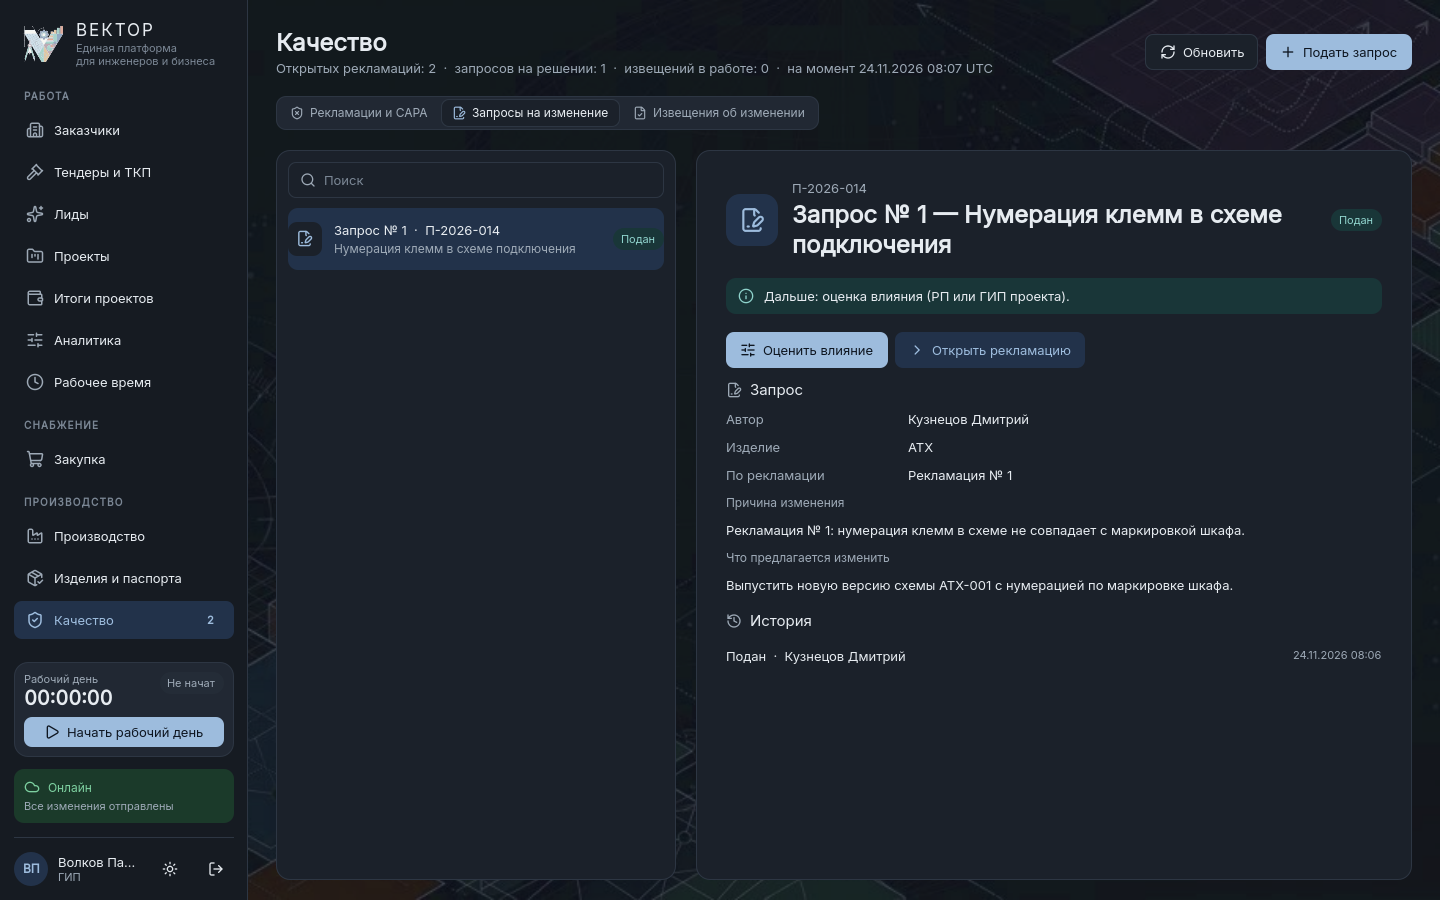 ВЕКТОР
Единая платформа
для инженеров и бизнеса
РАБОТА
Заказчики
Тендеры и ТКП
Лиды
Проекты
Итоги проектов
Аналитика
Рабочее время
СНАБЖЕНИЕ
Закупка
ПРОИЗВОДСТВО
Производство
Изделия и паспорта
Качество 2
Рабочий день
Не начат
00:00:00
Начать рабочий день
Онлайн
Все изменения отправлены
ВП
Волков Па...
ГИП
Качество
Открытых рекламаций: 2 · запросов на решении: 1 · извещений в работе: 0 · на момент 24.11.2026 08:07 UTC
Обновить
Подать запрос
Рекламации и CAPA
Запросы на изменение
Извещения об изменении
Поиск
Запрос № 1 · П-2026-014
Нумерация клемм в схеме подключения
Подан
П-2026-014
Запрос № 1 — Нумерация клемм в схеме
подключения
Подан
Дальше: оценка влияния (РП или ГИП проекта).
Оценить влияние
Открыть рекламацию
Запрос
Автор Кузнецов Дмитрий
Изделие АТХ
По рекламации Рекламация № 1
Причина изменения
Рекламация № 1: нумерация клемм в схеме не совпадает с маркировкой шкафа.
Что предлагается изменить
Выпустить новую версию схемы АТХ-001 с нумерацией по маркировке шкафа.
История
Подан · Кузнецов Дмитрий 24.11.2026 08:06